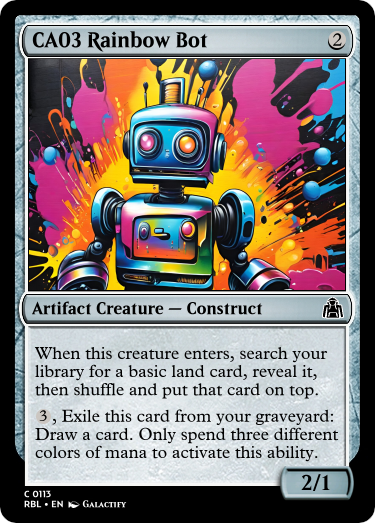 CA03 Rainbow Bot 2
Artifact Creature — Construct
When this creature enters, search your
library for a basic land card, reveal it,
then shuffle and put that card on top.
3, Exile this card from your graveyard:
Draw a card. Only spend three different
colors of mana to activate this ability.
2/1
C 0113
RBL • EN Galactify